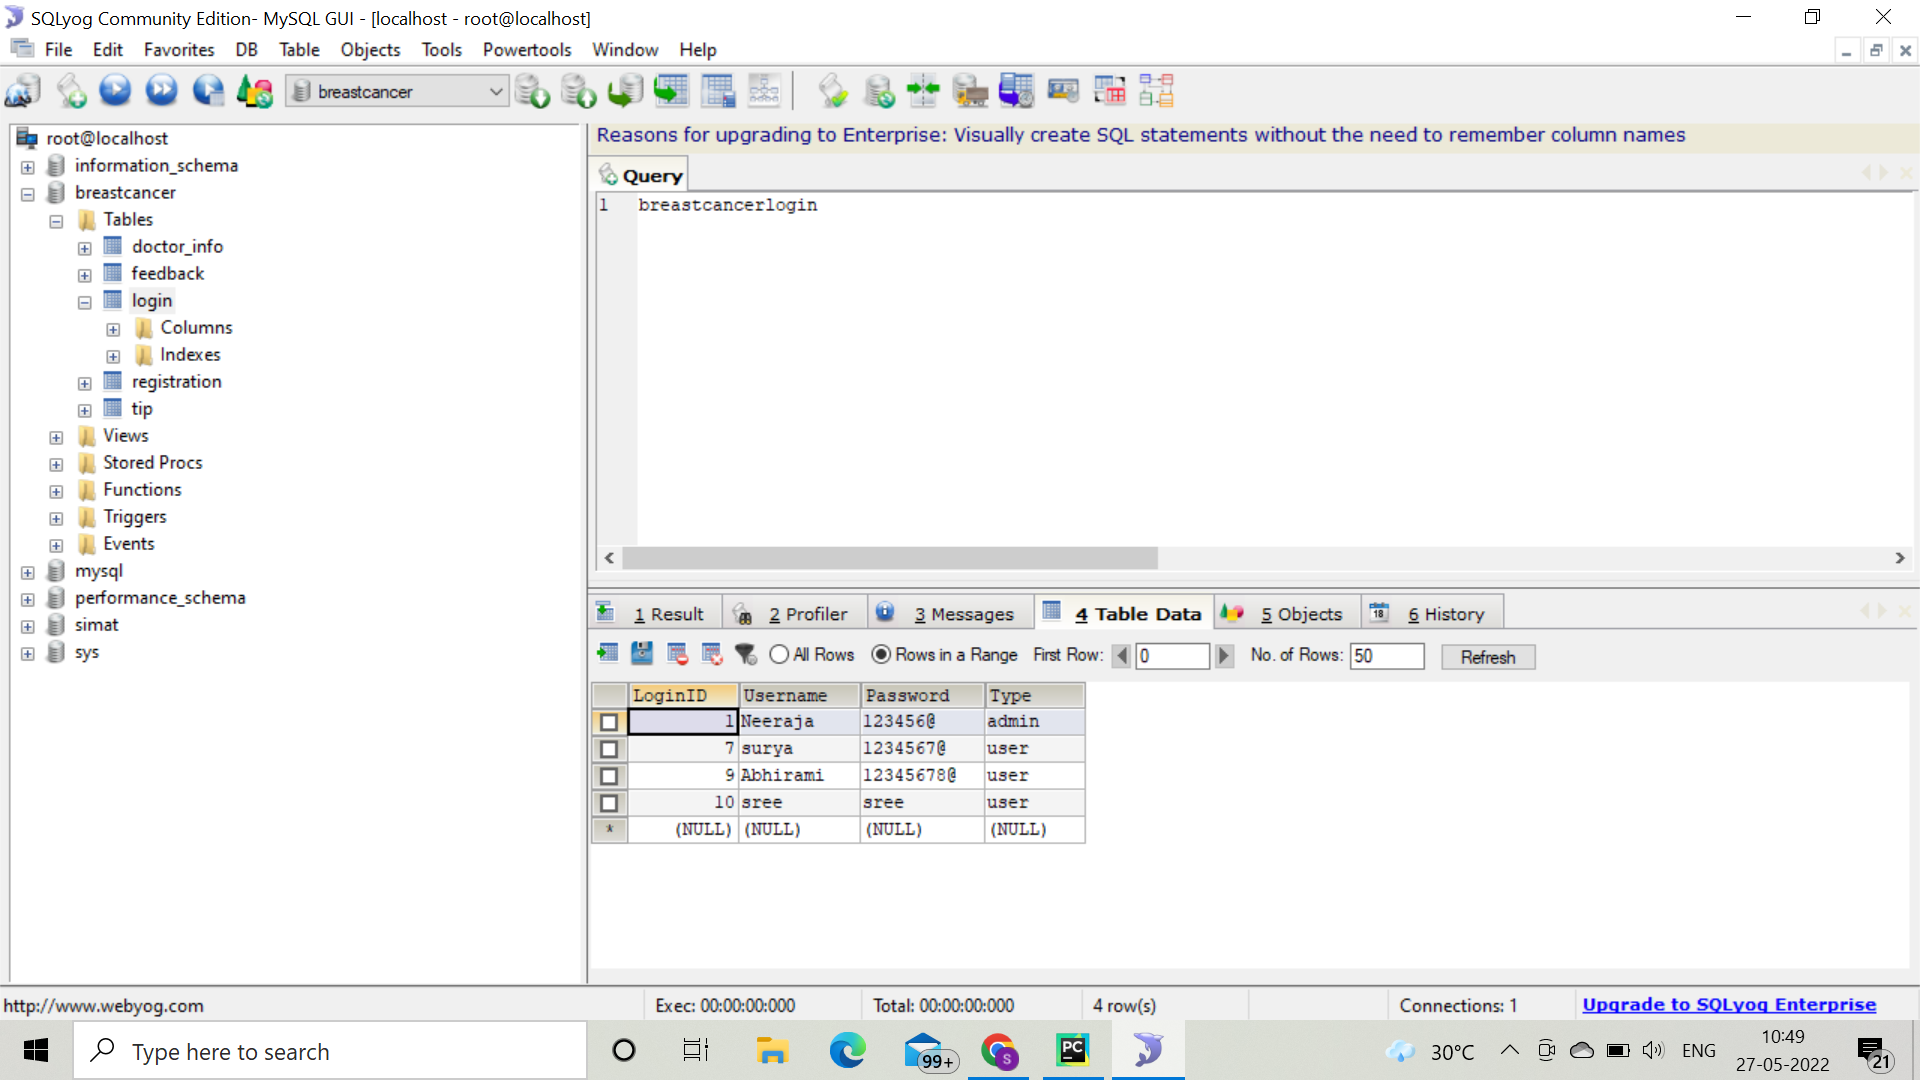 SQLyog Community Edition- MySQL GUI - [localhost - root@localhost]
File Edit Favorites DB Table Objects Tools Powertools Window Help
breastcancer
root@localhost
information_schema
breastcancer
Tables
doctor_info
feedback
login
Columns
Indexes
registration
tip
Views
Stored Procs
Functions
Triggers
Events
mysql
performance_schema
simat
sys
Reasons for upgrading to Enterprise: Visually create SQL statements without the need to remember column names
Query
1 breastcancerlogin
1 Result 2 Profiler 3 Messages 4 Table Data 5 Objects 18 6 History
All Rows Rows in a Range First Row: 0 No. of Rows: 50 Refresh
LoginID Username Password Type
1 Neeraja 123456@ admin
7 surya 1234567@ user
9 Abhirami 12345678@ user
10 sree sree user
* (NULL) (NULL) (NULL) (NULL)
http://www.webyog.com Exec: 00:00:00:000 Total: 00:00:00:000 4 row(s) Connections: 1 Upgrade to SQLyog Enterprise
Type here to search 99+ S PC 30°C ENG 10:49
27-05-2022 21